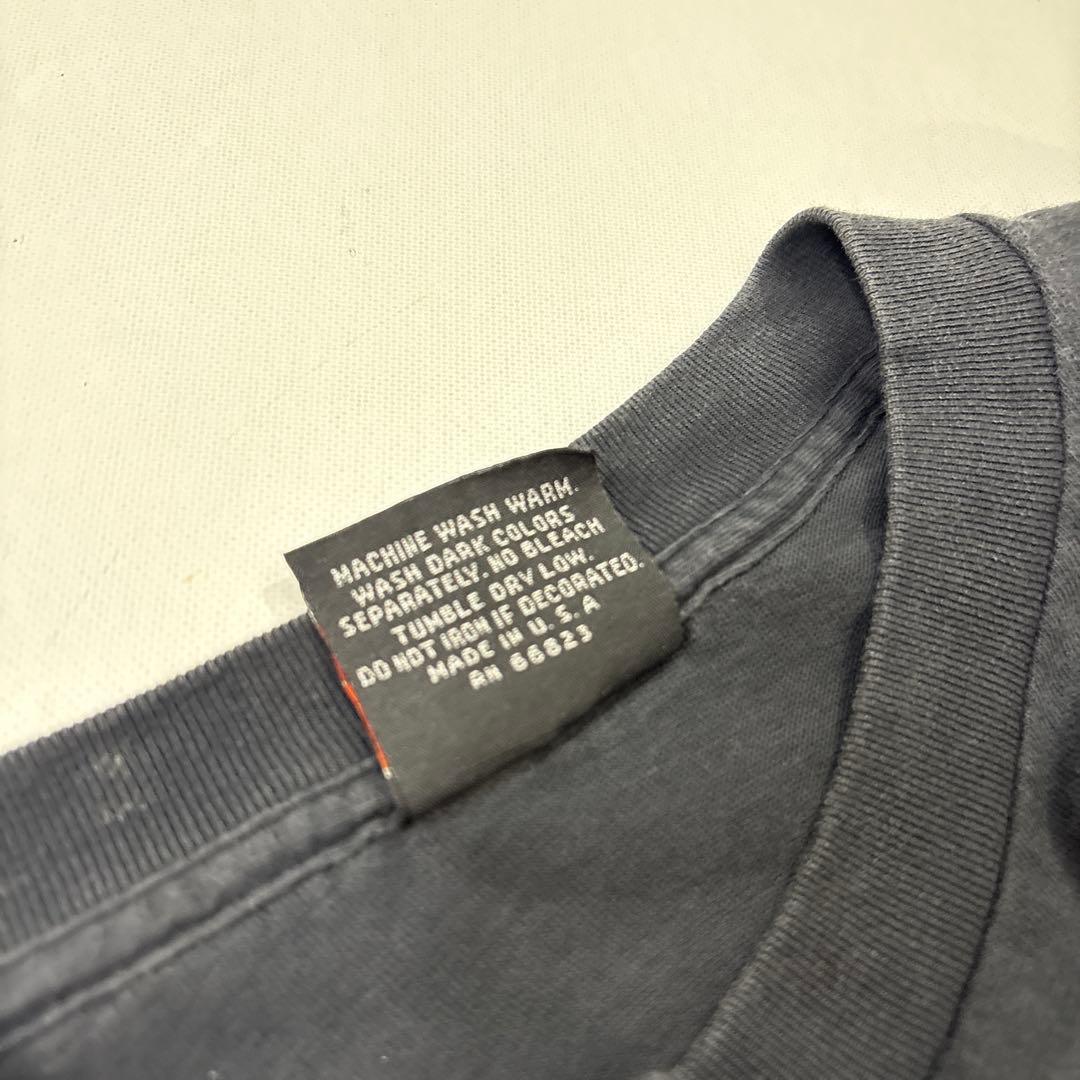 MACHINE WASH WARM.
WASH DARK COLORS
SEPARATELY. NO BLEACH
TUMBLE DRY LOW.
DO NOT IRON IF DECORATED.
MADE IN U.S.A
RN 66823